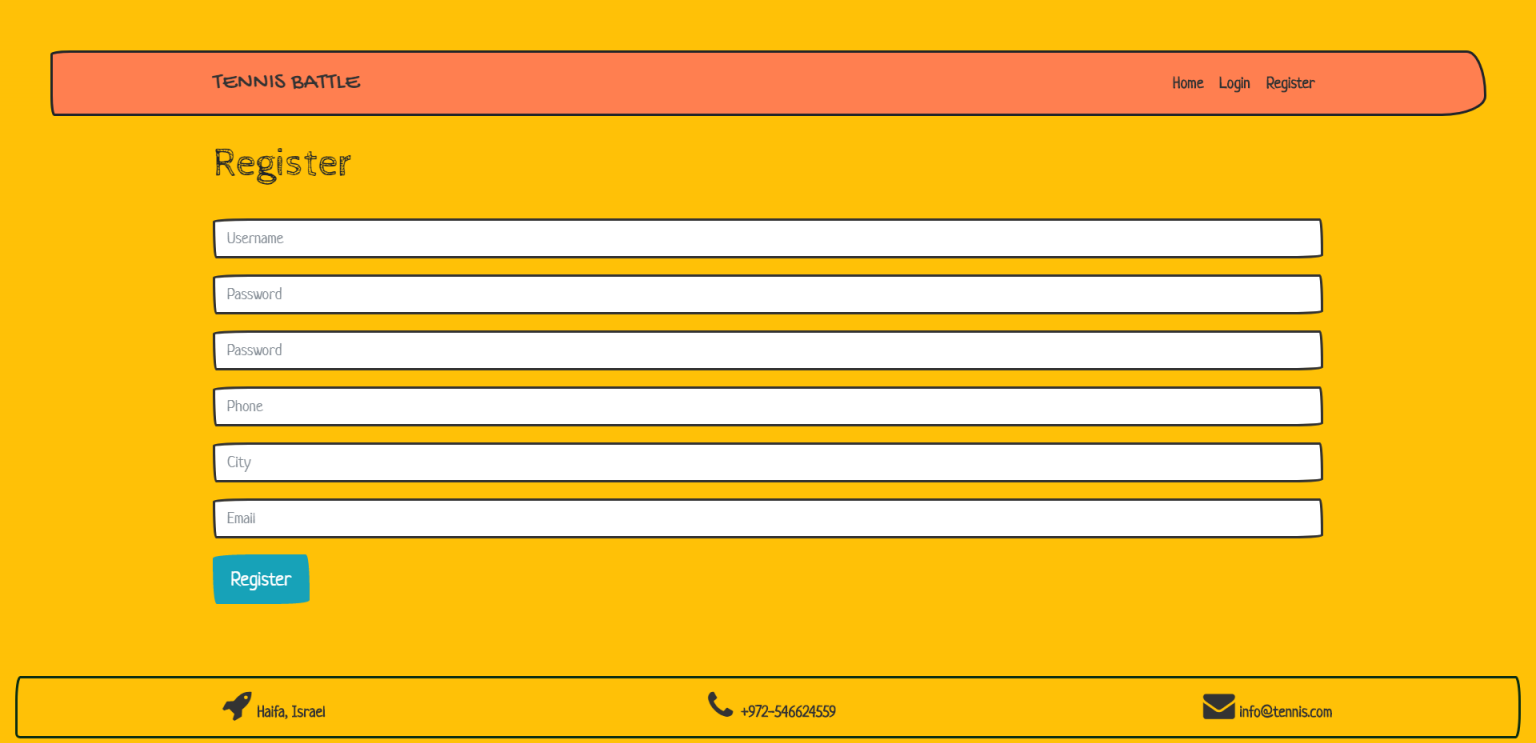 TENNIS BATTLE
Home Login Register
Register
Username
Password
Password
Phone
City
Email
Register
Haifa, Israel
+972-546624559
info@tennis.com